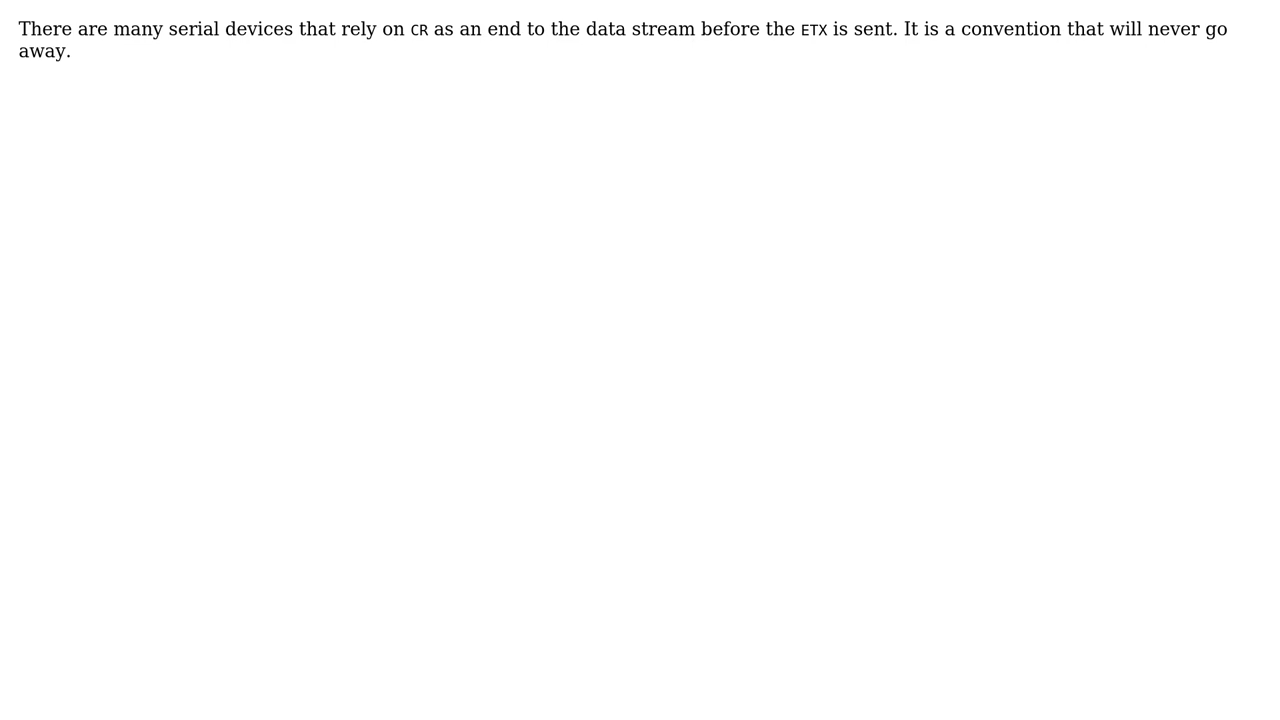 There are many serial devices that rely on CR as an end to the data stream before the ETX is sent. It is a convention that will never go
away.